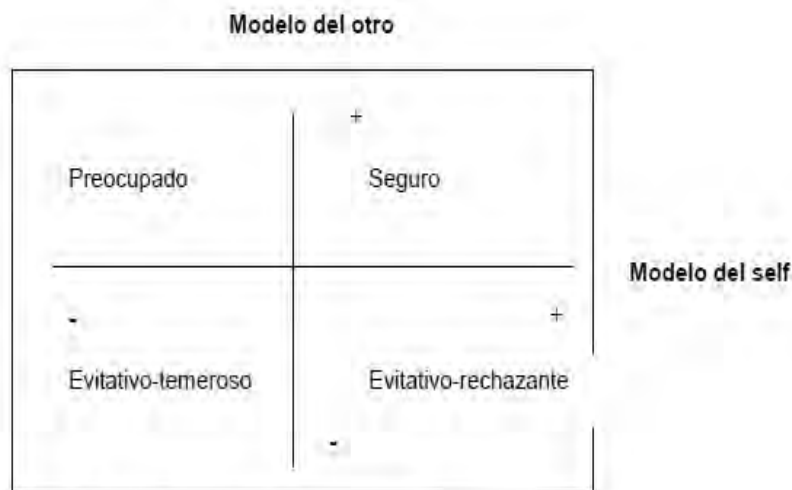 Modelo del otro
+
Preocupado Seguro
Modelo del self
- +
Evitativo-temeroso Evitativo-rechazante
-